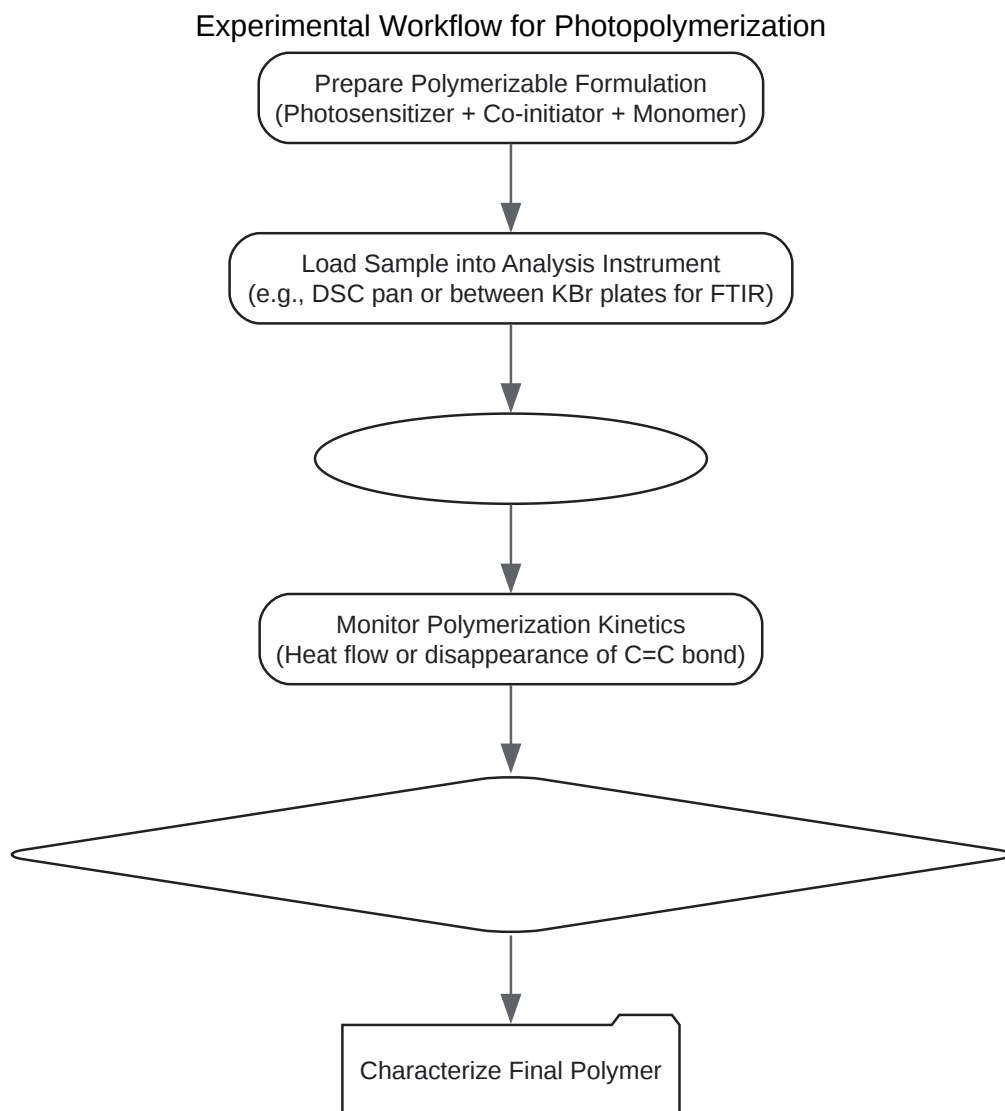 Experimental Workflow for Photopolymerization
Prepare Polymerizable Formulation
(Photosensitizer + Co-initiator + Monomer)
Load Sample into Analysis Instrument
(e.g., DSC pan or between KBr plates for FTIR)
Monitor Polymerization Kinetics
(Heat flow or disappearance of C=C bond)
Characterize Final Polymer